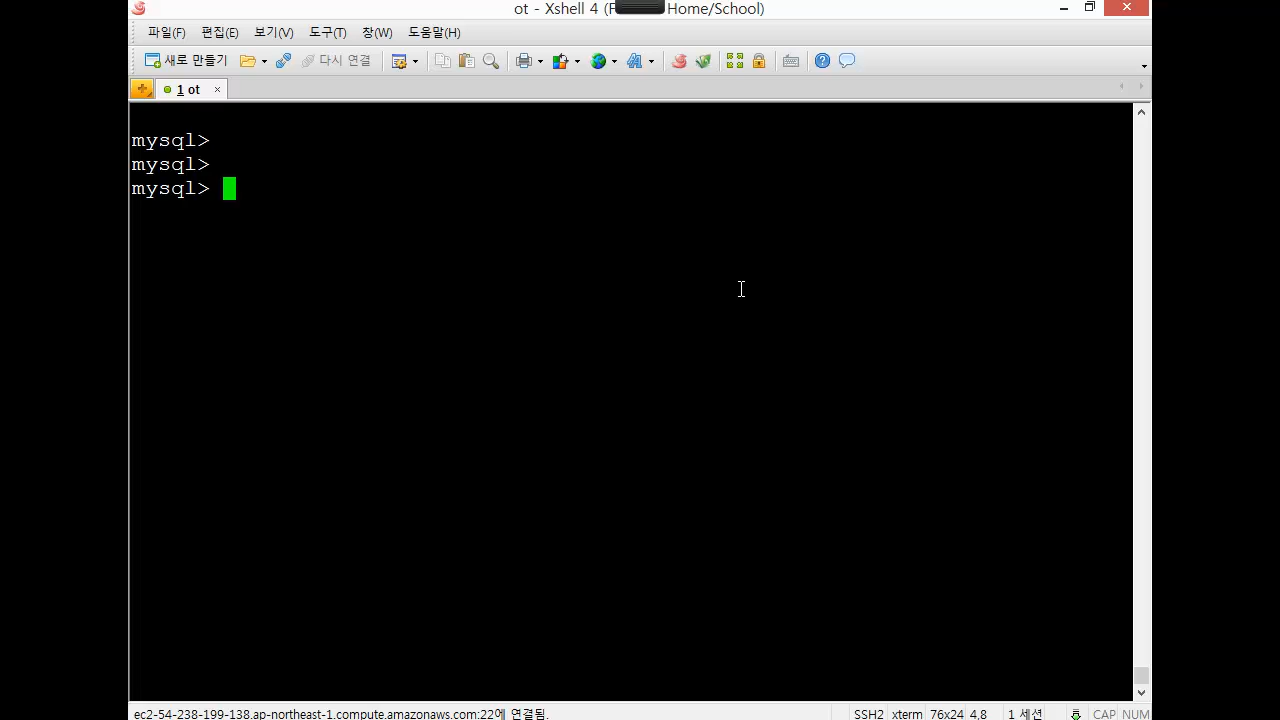 ot - Xshell 4 (F Home/School)
파일(F) 편집(E) 보기(V) 도구(T) 창(W) 도움말(H)
새로 만들기 다시 연결
1 ot
mysql>
mysql>
mysql>
ec2-54-238-199-138.ap-northeast-1.compute.amazonaws.com:22에 연결됨. SSH2 xterm 76x24 4,8 1 세션 CAP NUM